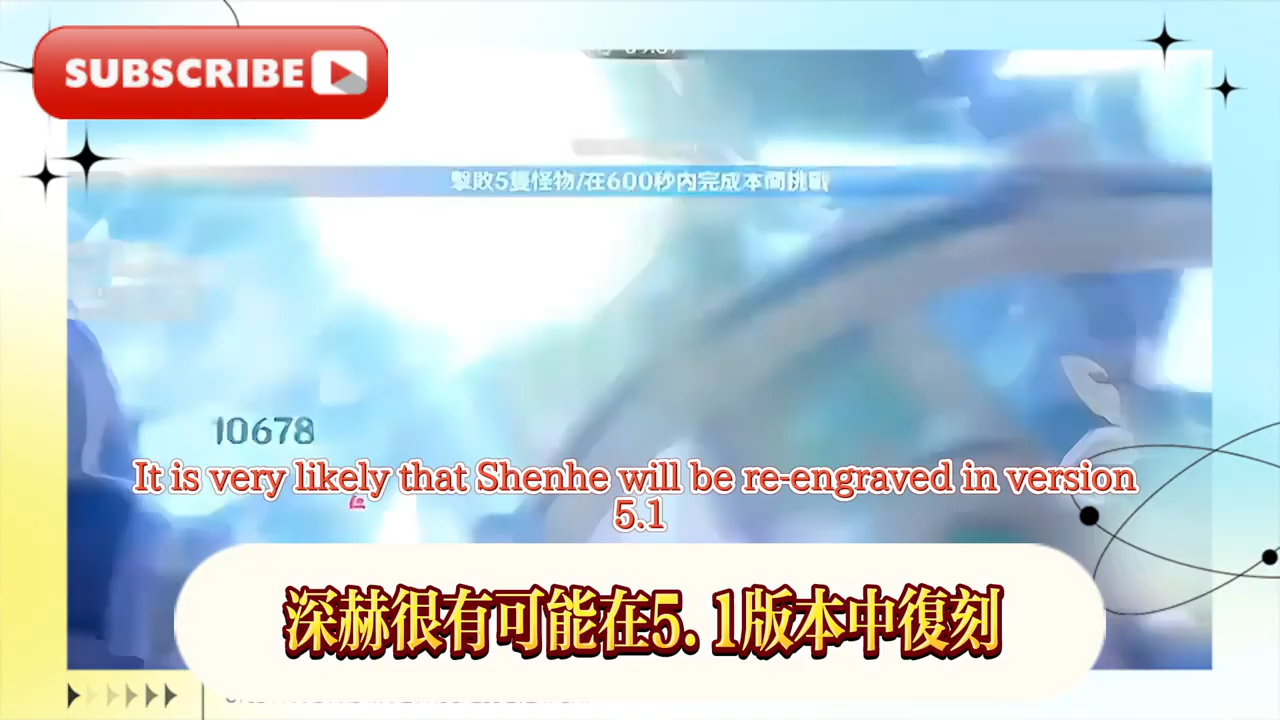 SUBSCRIBE
擊敗5隻怪物/在600秒內完成本間挑戰
10678
It is very likely that Shenhe will be re-engraved in version
5.1
深赫很有可能在5.1版本中復刻